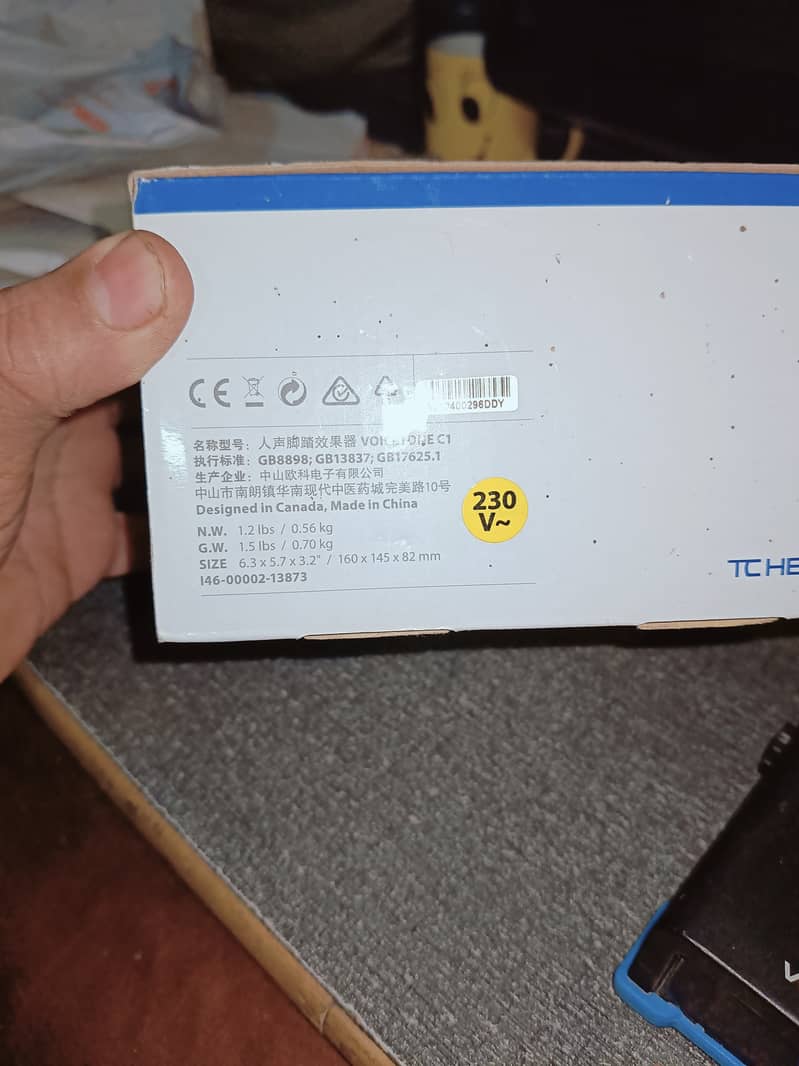 400296DDY
名称型号：人声脚踏效果器 VOICETONE C1
执行标准：GB8898; GB13837; GB17625.1
生产企业：中山欧科电子有限公司
中山市南朗镇华南现代中医药城完美路10号
Designed in Canada, Made in China
230
V~
N.W. 1.2 lbs / 0.56 kg
G.W. 1.5 lbs / 0.70 kg
SIZE 6.3 x 5.7 x 3.2" / 160 x 145 x 82 mm
I46-00002-13873
TC HE